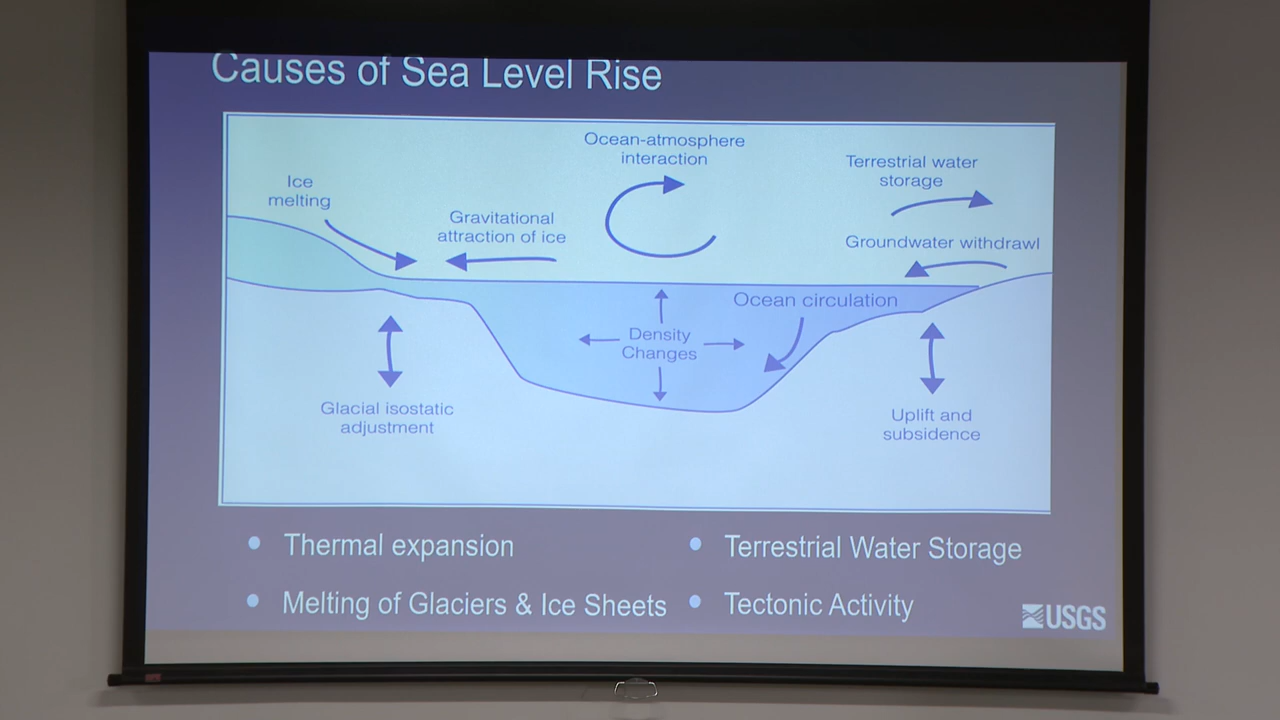 Causes of Sea Level Rise
Ocean-atmosphere
interaction
Terrestrial water
storage
Ice
melting
Gravitational
attraction of ice
Groundwater withdrawl
Ocean circulation
Density
Changes
Glacial isostatic
adjustment
Uplift and
subsidence
• Thermal expansion
• Terrestrial Water Storage
• Melting of Glaciers & Ice Sheets
• Tectonic Activity
USGS